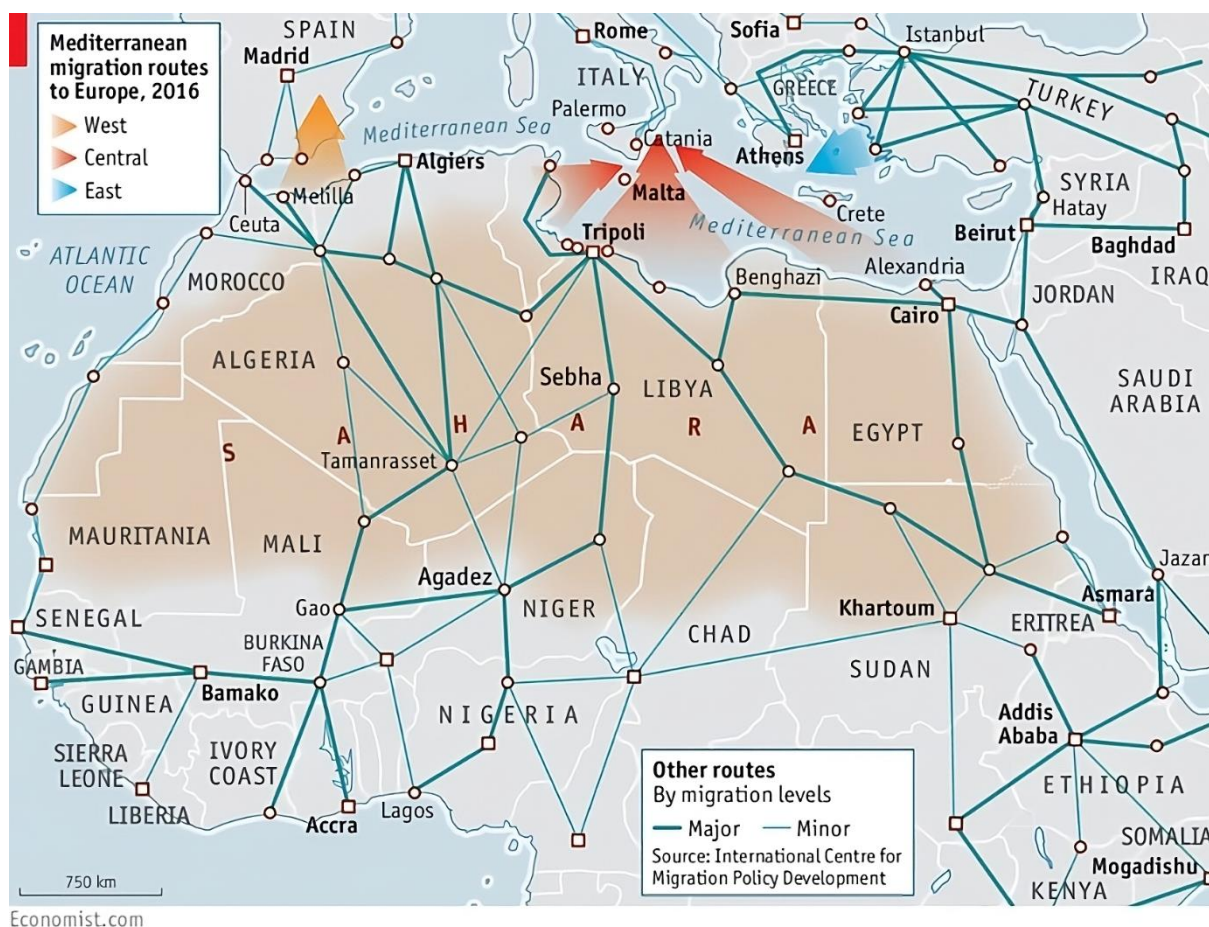 Mediterranean
migration routes
to Europe, 2016
West
Central
East
SPAIN
Madrid
Rome
ITALY
Sofia
Istanbul
GREECE
TURKEY
Palermo
Catania
Athens
Mediterranean Sea
Algiers
Malta
Crete
SYRIA
Hatay
Melilla
Ceuta
Tripoli
Mediterranean Sea
Beirut
Baghdad
IRAQ
ATLANTIC
OCEAN
MOROCCO
Benghazi
Alexandria
Cairo
JORDAN
ALGERIA
Sebha
LIBYA
SAUDI
ARABIA
S A H A R A
EGYPT
Tamanrasset
MAURITANIA
MALI
Agadez
NIGER
Jazan
Gao
SENEGAL
Khartoum
Asmara
ERITREA
CHAD
BURKINA
FASO
GAMBIA
GUINEA
Bamako
SUDAN
NIGERIA
Addis
Ababa
SIERRA
LEONE
IVORY
COAST
ETHIOPIA
LIBERIA
Accra
Lagos
SOMALIA
Mogadishu
KENYA
Other routes
By migration levels
Major Minor
Source: International Centre for
Migration Policy Development
750 km
Economist.com